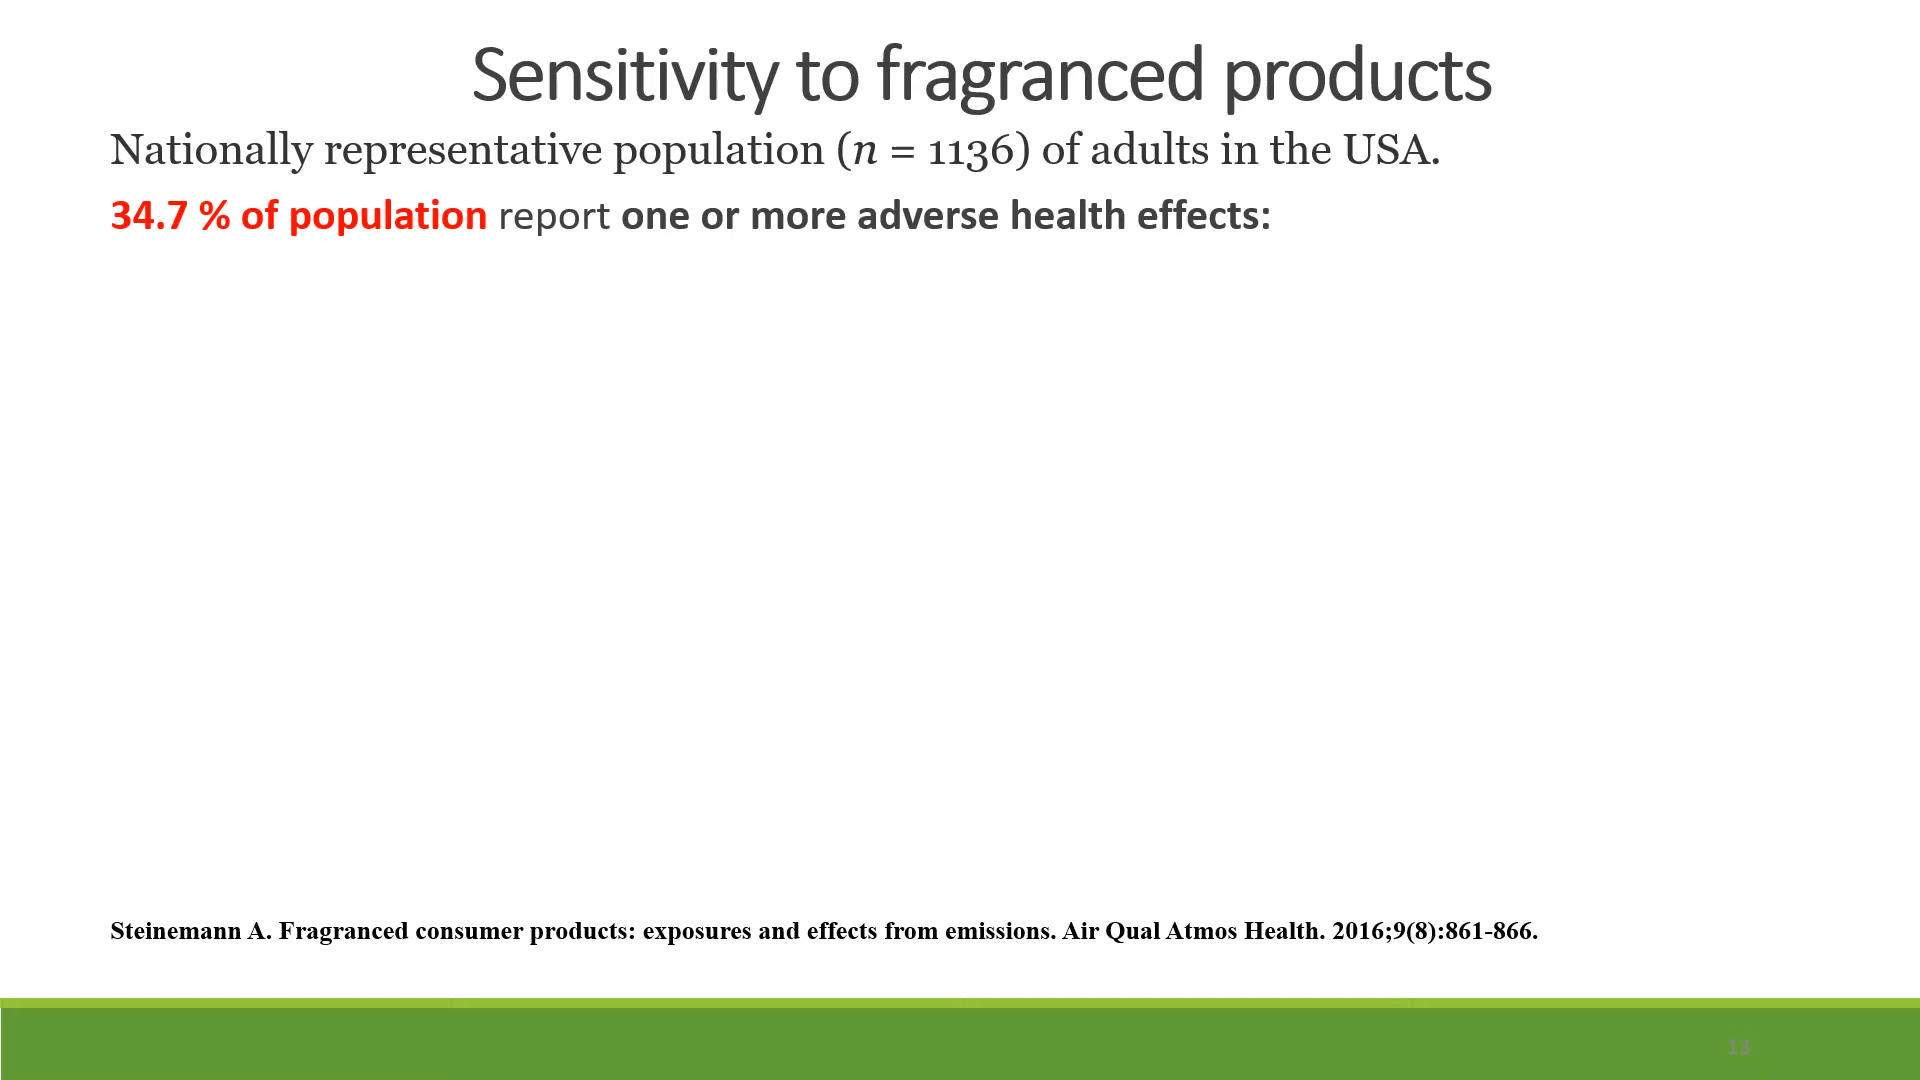 Sensitivity to fragranced products
Nationally representative population (n = 1136) of adults in the USA.
34.7 % of population report one or more adverse health effects:
Steinemann A. Fragranced consumer products: exposures and effects from emissions. Air Qual Atmos Health. 2016;9(8):861-866.
13